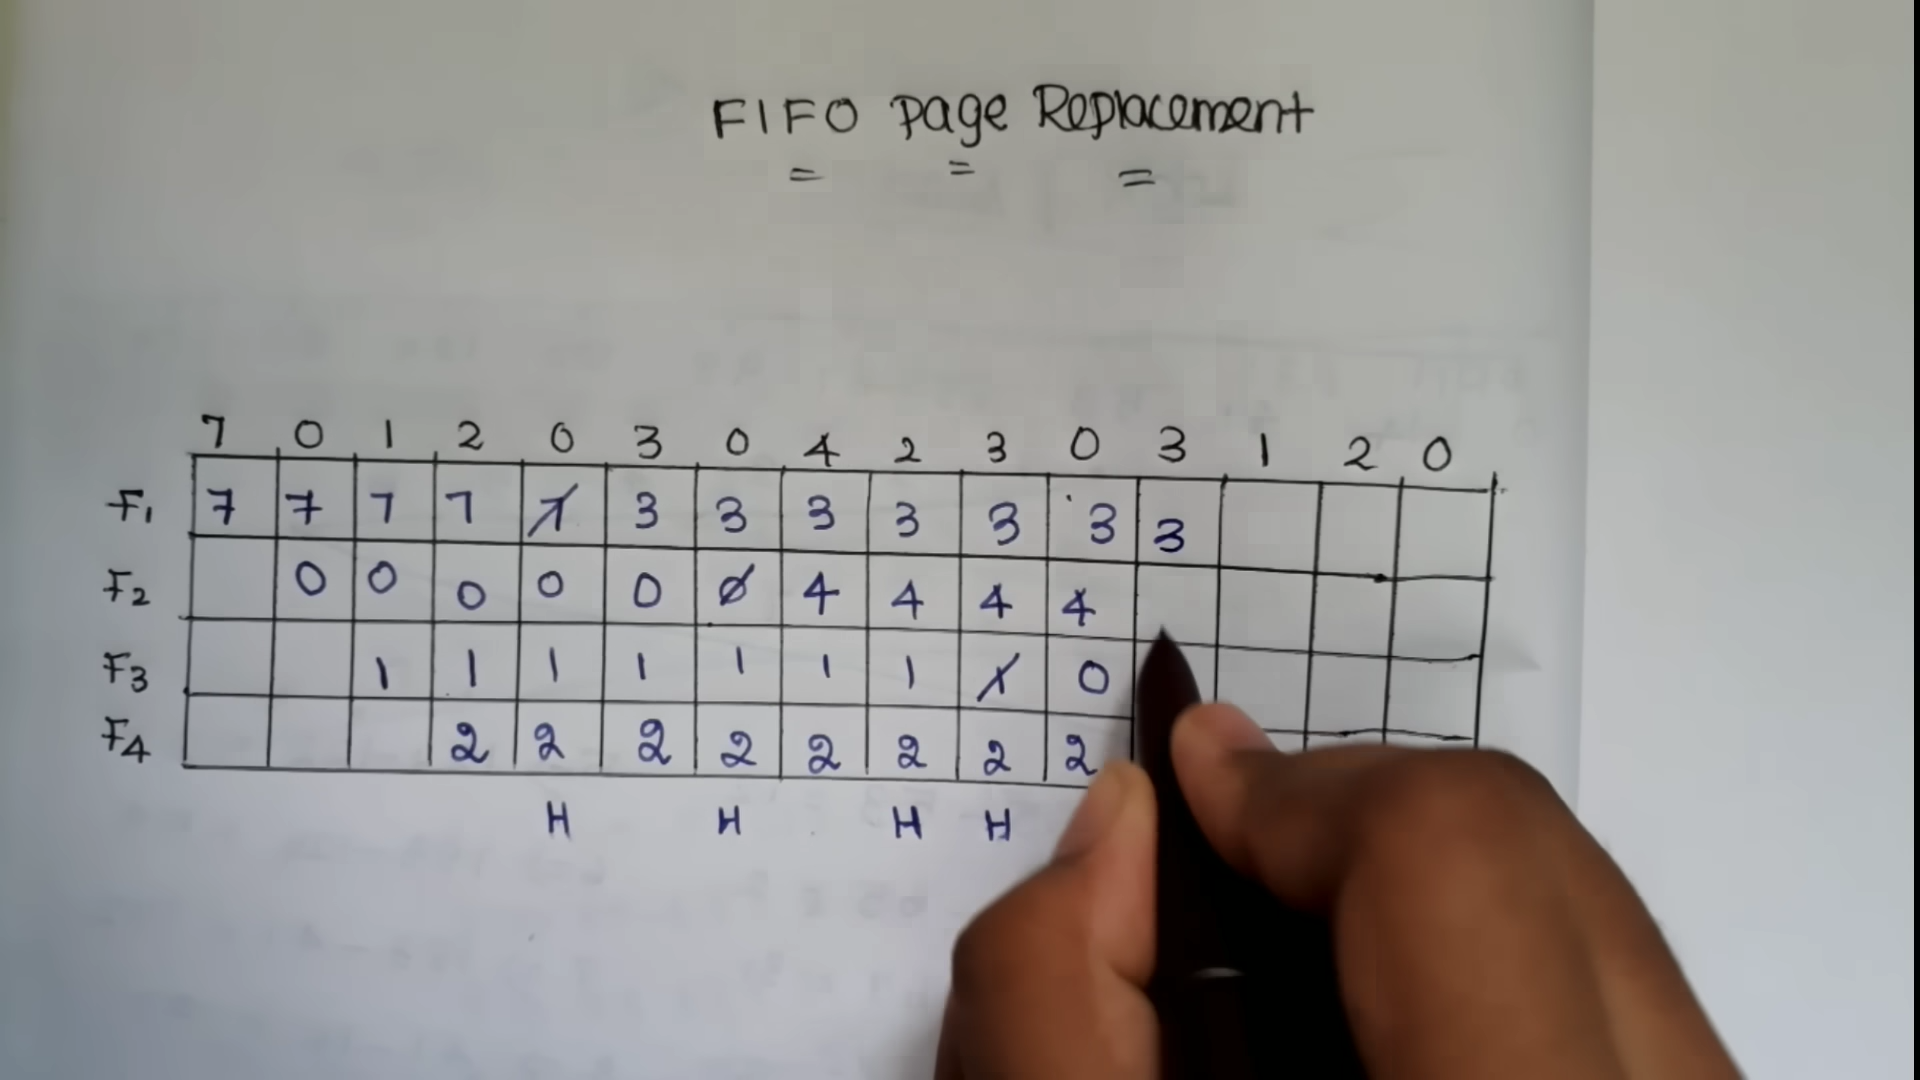 FIFO Page Replacement
7 0 1 2 0 3 0 4 2 3 0 3 1 2 0
F1 7 7 7 7 7 3 3 3 3 3 3 3
F2 0 0 0 0 0 0 4 4 4 4
F3 1 1 1 1 1 1 1 1 0
F4 2 2 2 2 2 2 2 2
H H H H